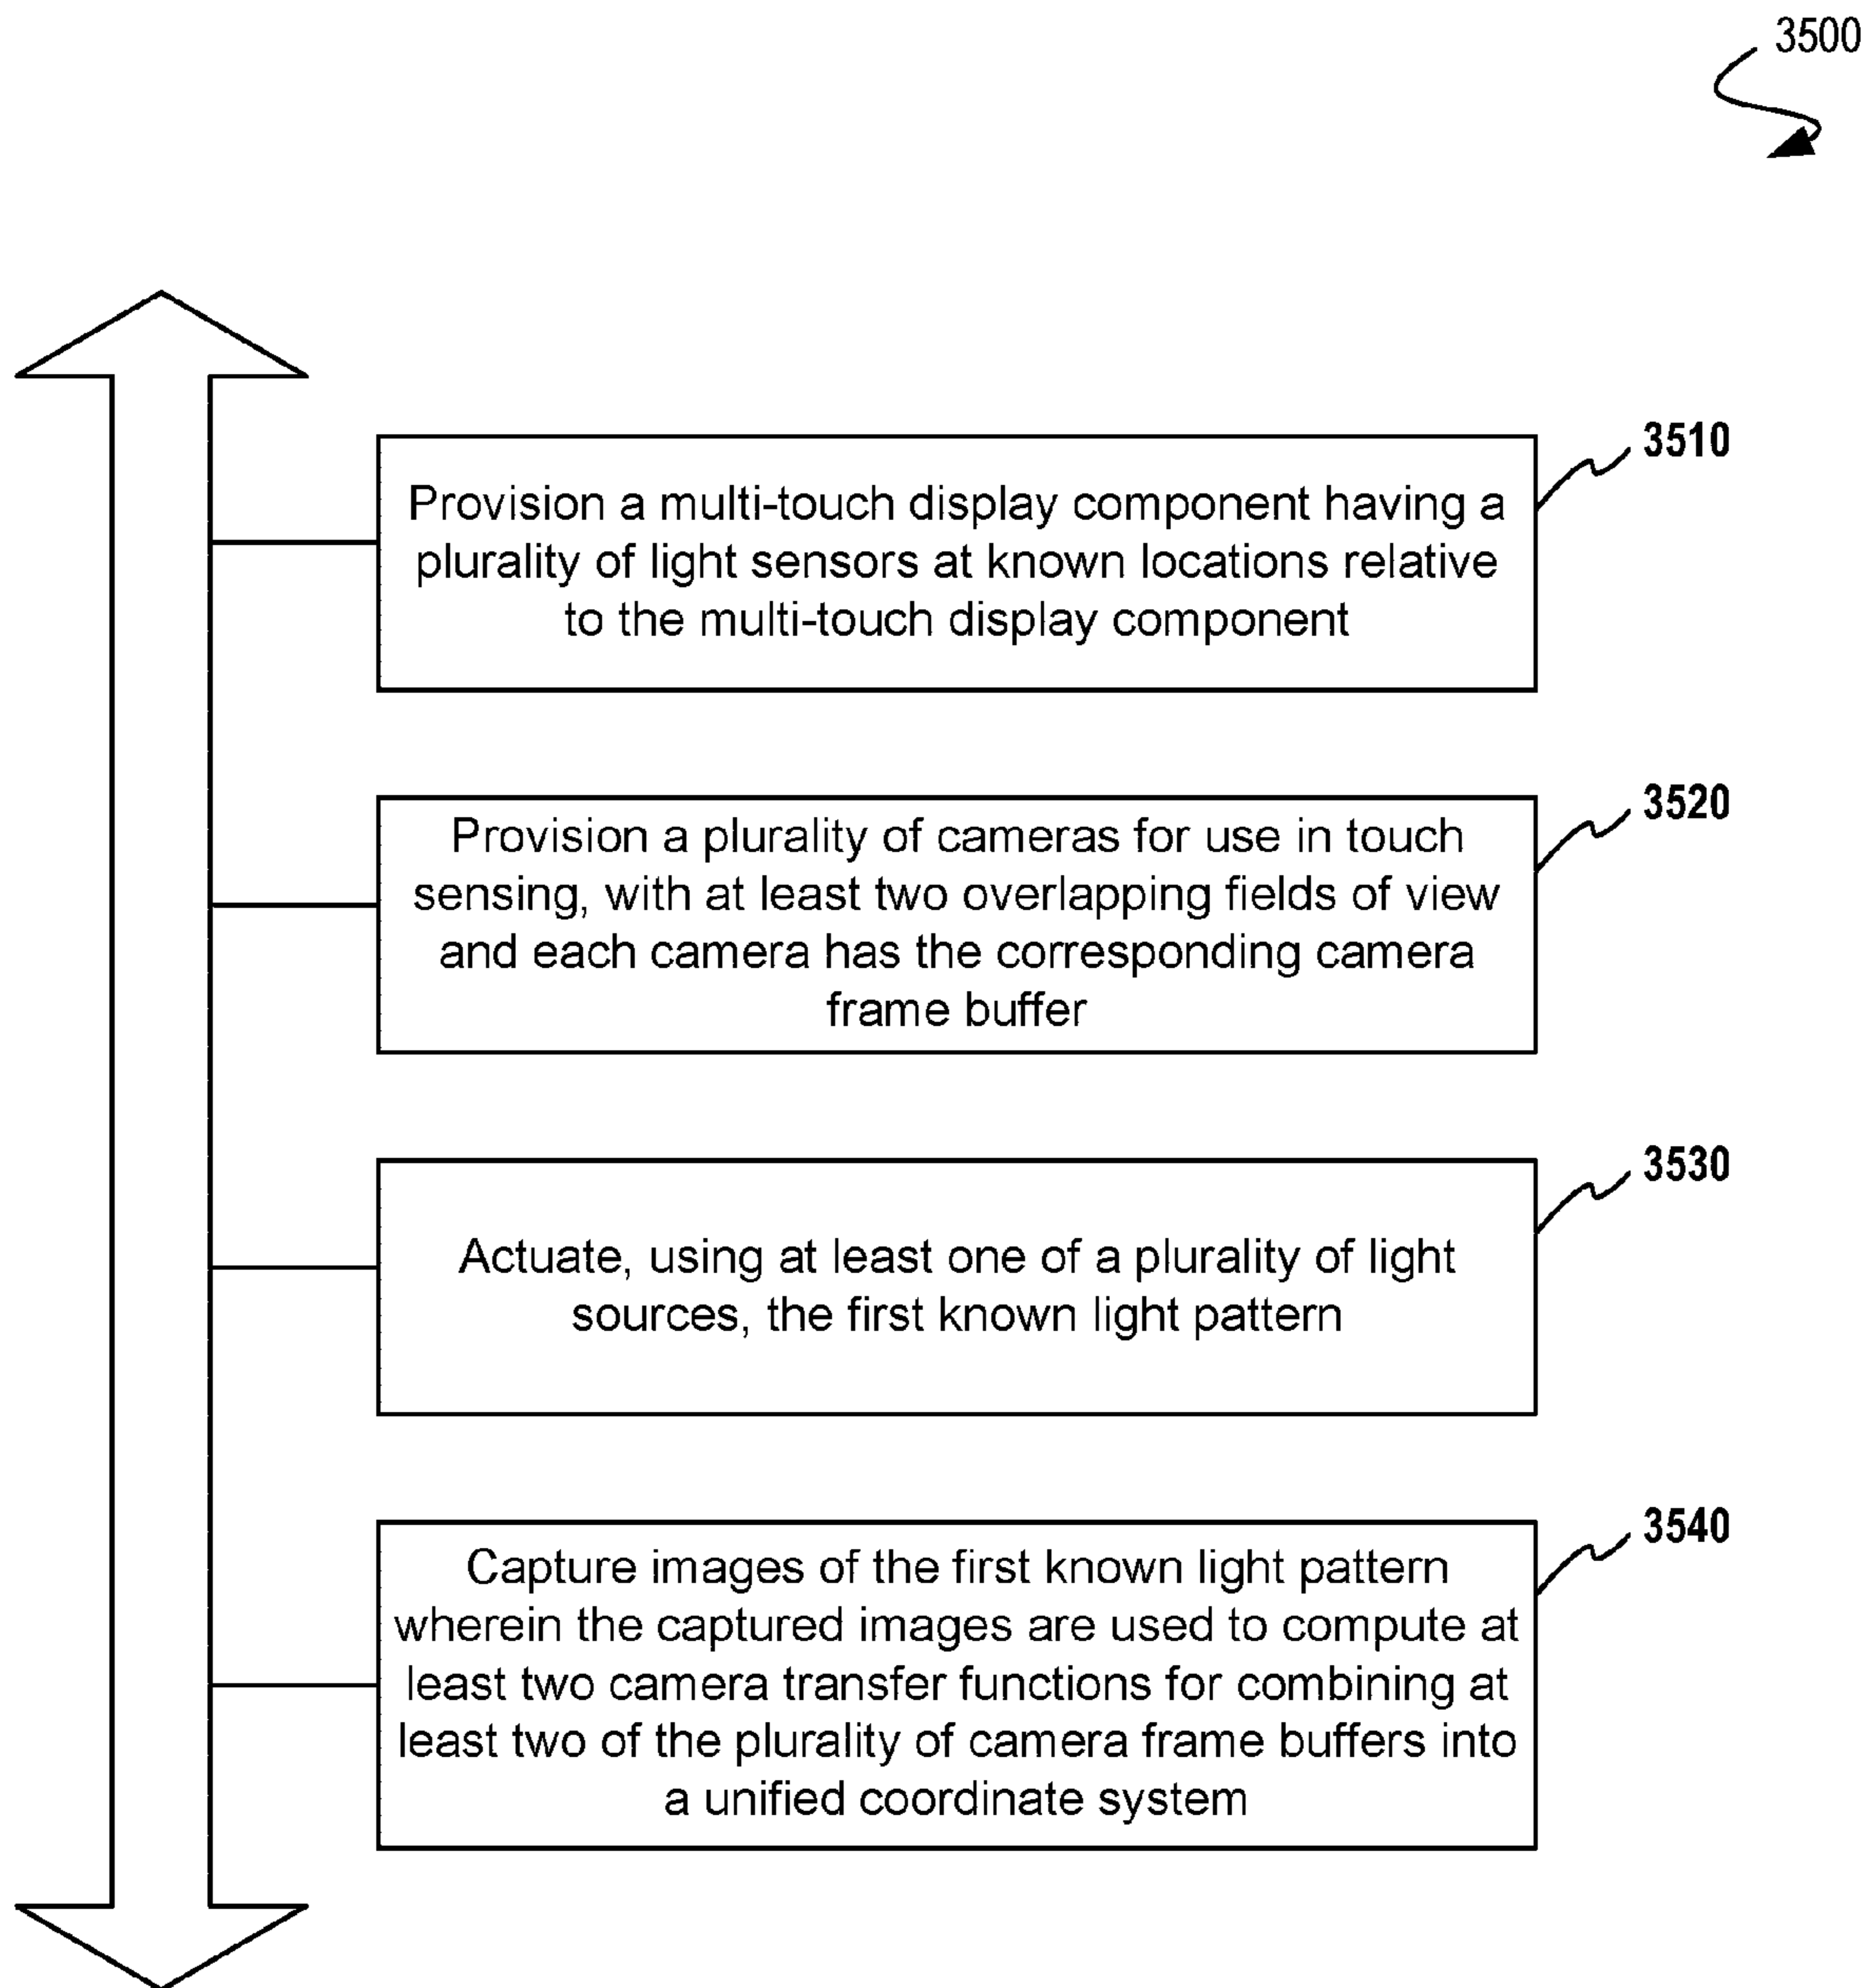 3500
3510
Provision a multi-touch display component having a
plurality of light sensors at known locations relative
to the multi-touch display component
3520
Provision a plurality of cameras for use in touch
sensing, with at least two overlapping fields of view
and each camera has the corresponding camera
frame buffer
3530
Actuate, using at least one of a plurality of light
sources, the first known light pattern
3540
Capture images of the first known light pattern
wherein the captured images are used to compute at
least two camera transfer functions for combining at
least two of the plurality of camera frame buffers into
a unified coordinate system